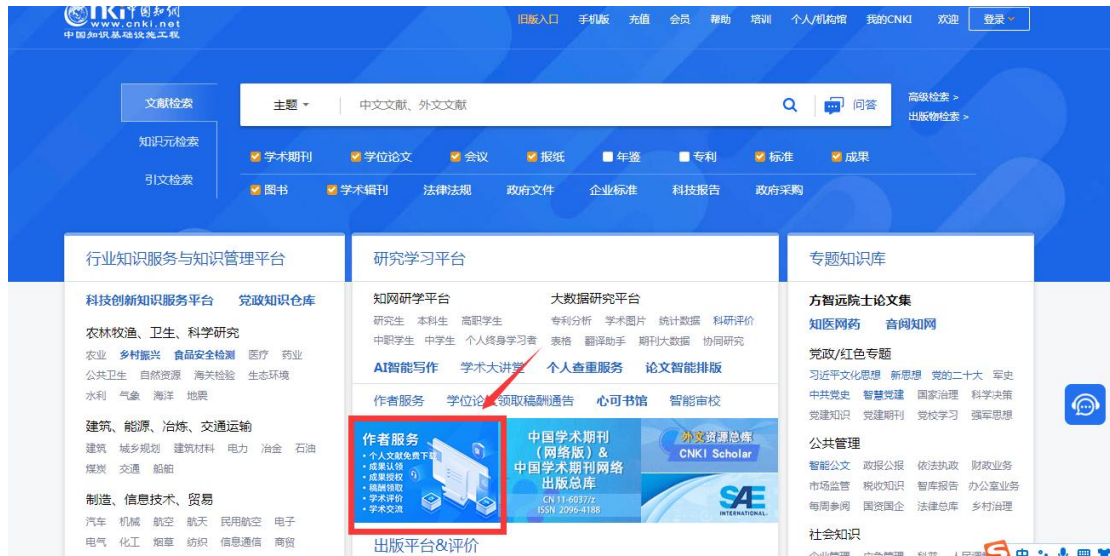 cnki中国知网
www.cnki.net
中国知识基础设施工程
旧版入口 手机版 充值 会员 帮助 培训 个人/机构馆 我的CNKI 欢迎 登录
文献检索
主题 中文文献、外文文献 问答
高级检索 >
出版物检索 >
知识元检索
引文检索
学术期刊 学位论文 会议 报纸 年鉴 专利 标准 成果
图书 学术辑刊 法律法规 政府文件 企业标准 科技报告 政府采购
行业知识服务与知识管理平台
科技创新知识服务平台 党政知识仓库
农林牧渔、卫生、科学研究
农业 乡村振兴 食品安全检测 医疗 药业
公共卫生 自然资源 海关检验 生态环境
水利 气象 海洋 地震
建筑、能源、冶炼、交通运输
建筑 城乡规划 建筑材料 电力 冶金 石油
煤炭 交通 船舶
制造、信息技术、贸易
汽车 机械 航空 航天 民用航空 电子
电气 化工 烟草 纺织 信息通信 商贸
研究学习平台
知网研学平台
研究生 本科生 高职学生
中职学生 中学生 个人终身学习者
大数据研究平台
专利分析 学术图片 统计数据 科研评价
表格 翻译助手 期刊大数据 协同研究
AI智能写作 学术大讲堂 个人查重服务 论文智能排版
作者服务 学位论文领取稿酬通告 心可书馆 智能审校
作者服务
·个人文献免费下载
·成果认领
·成果授权
·稿酬领取
·学术评价
·学术交流
中国学术期刊
(网络版)&
中国学术期刊网络
出版总库
CN 11-6037/Z
ISSN 2096-4188
外文资源总库
CNKI Scholar
SAE
INTERNATIONAL
出版平台&评价
专题知识库
方智远院士论文集
知医网药 音阅知网
党政/红色专题
习近平文化思想 新思想 党的二十大 军史
中共党史 智慧党建 国家治理 科学决策
党建知识 党建期刊 党校学习 强军思想
公共管理
智能公文 政报公报 依法执政 财政业务
市场监管 税收知识 智库报告 办公室业务
每周参阅 国资国企 法律总库 乡村治理
社会知识
中